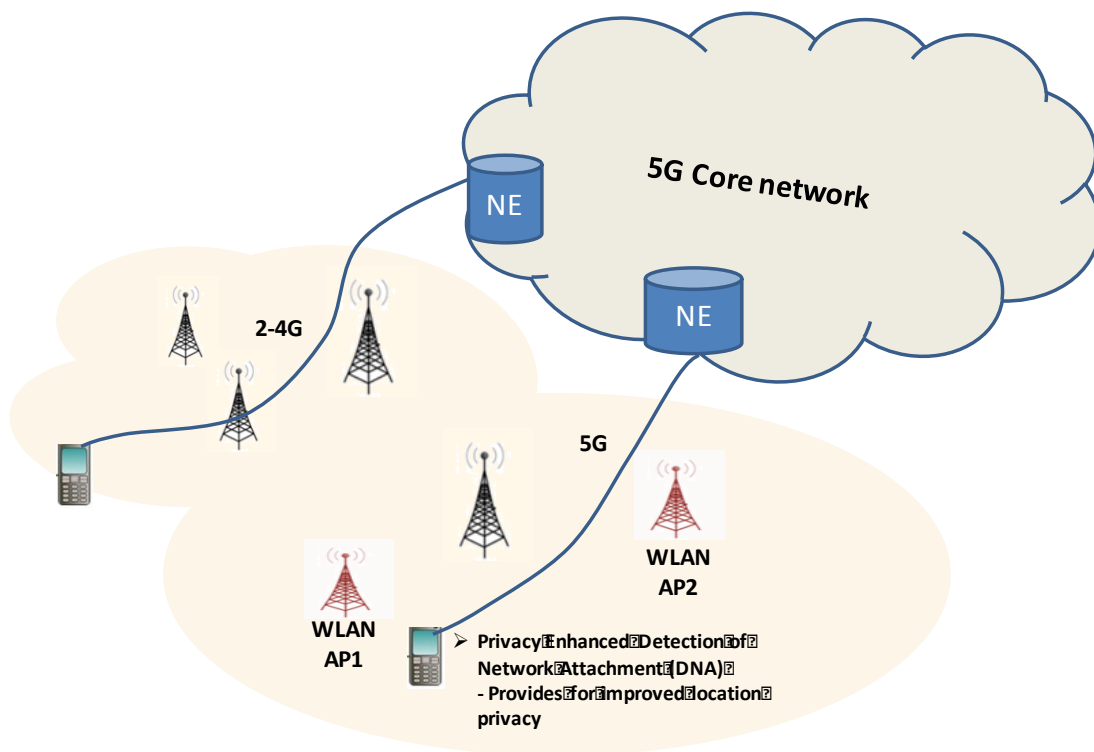 5G Core network
NE
NE
2-4G
5G
WLAN
AP2
WLAN
AP1
➢ Privacy⍰Enhanced⍰Detection⍰of⍰
Network⍰Attachment⍰(DNA)⍰
- Provides⍰for⍰improved⍰location⍰
privacy